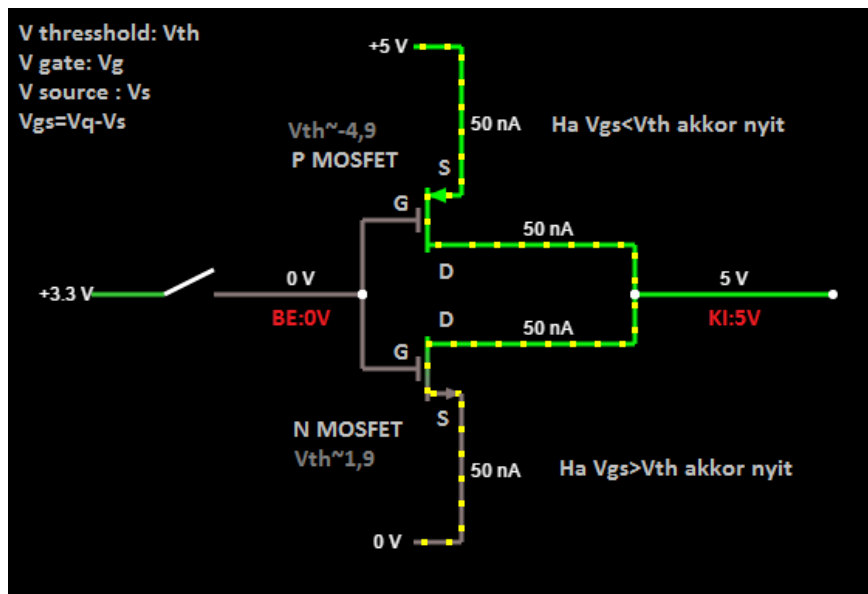 V thresshold: Vth
V gate: Vg
V source : Vs
Vgs=Vq-Vs
+5 V
50 nA
Ha Vgs<Vth akkor nyit
Vth~-4,9
P MOSFET
S
G
50 nA
D
+3.3 V
0 V
BE:0V
5 V
KI:5V
D
50 nA
G
S
N MOSFET
Vth~1,9
50 nA
Ha Vgs>Vth akkor nyit
0 V